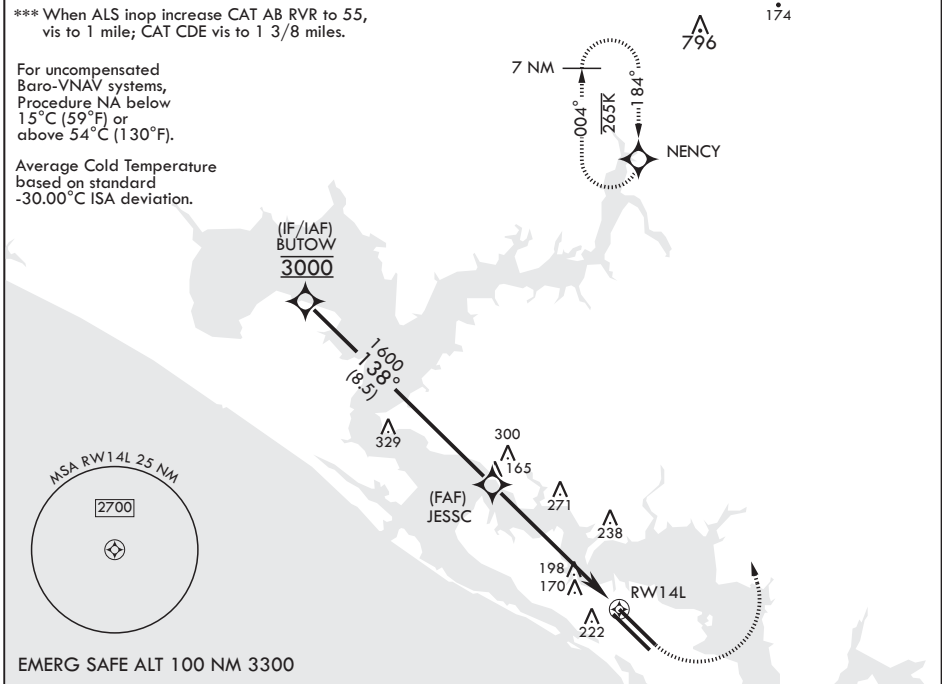 *** When ALS inop increase CAT AB RVR to 55,
vis to 1 mile; CAT CDE vis to 1 3/8 miles.
For uncompensated
Baro-VNAV systems,
Procedure NA below
15°C (59°F) or
above 54°C (130°F).
Average Cold Temperature
based on standard
-30.00°C ISA deviation.
174
796
7 NM
004°
265K
184°
NENCY
(IF/IAF)
BUTOW
3000
1600
138°
(8.5)
329
300
165
(FAF)
JESSC
271
238
198
170
RW14L
222
MSA RW14L 25 NM
2700
EMERG SAFE ALT 100 NM 3300